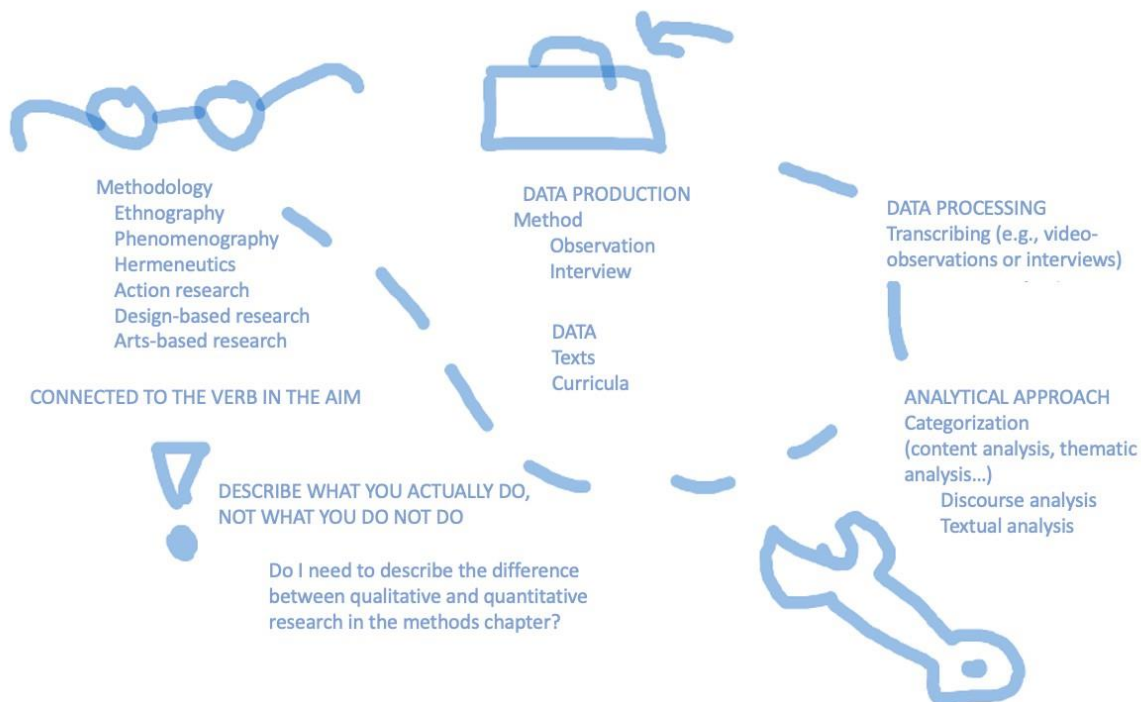 Methodology
Ethnography
Phenomenography
Hermeneutics
Action research
Design-based research
Arts-based research
CONNECTED TO THE VERB IN THE AIM
DESCRIBE WHAT YOU ACTUALLY DO,
NOT WHAT YOU DO NOT DO
Do I need to describe the difference
between qualitative and quantitative
research in the methods chapter?
DATA PRODUCTION
Method
Observation
Interview
DATA
Texts
Curricula
DATA PROCESSING
Transcribing (e.g., video-
observations or interviews)
ANALYTICAL APPROACH
Categorization
(content analysis, thematic
analysis...)
Discourse analysis
Textual analysis